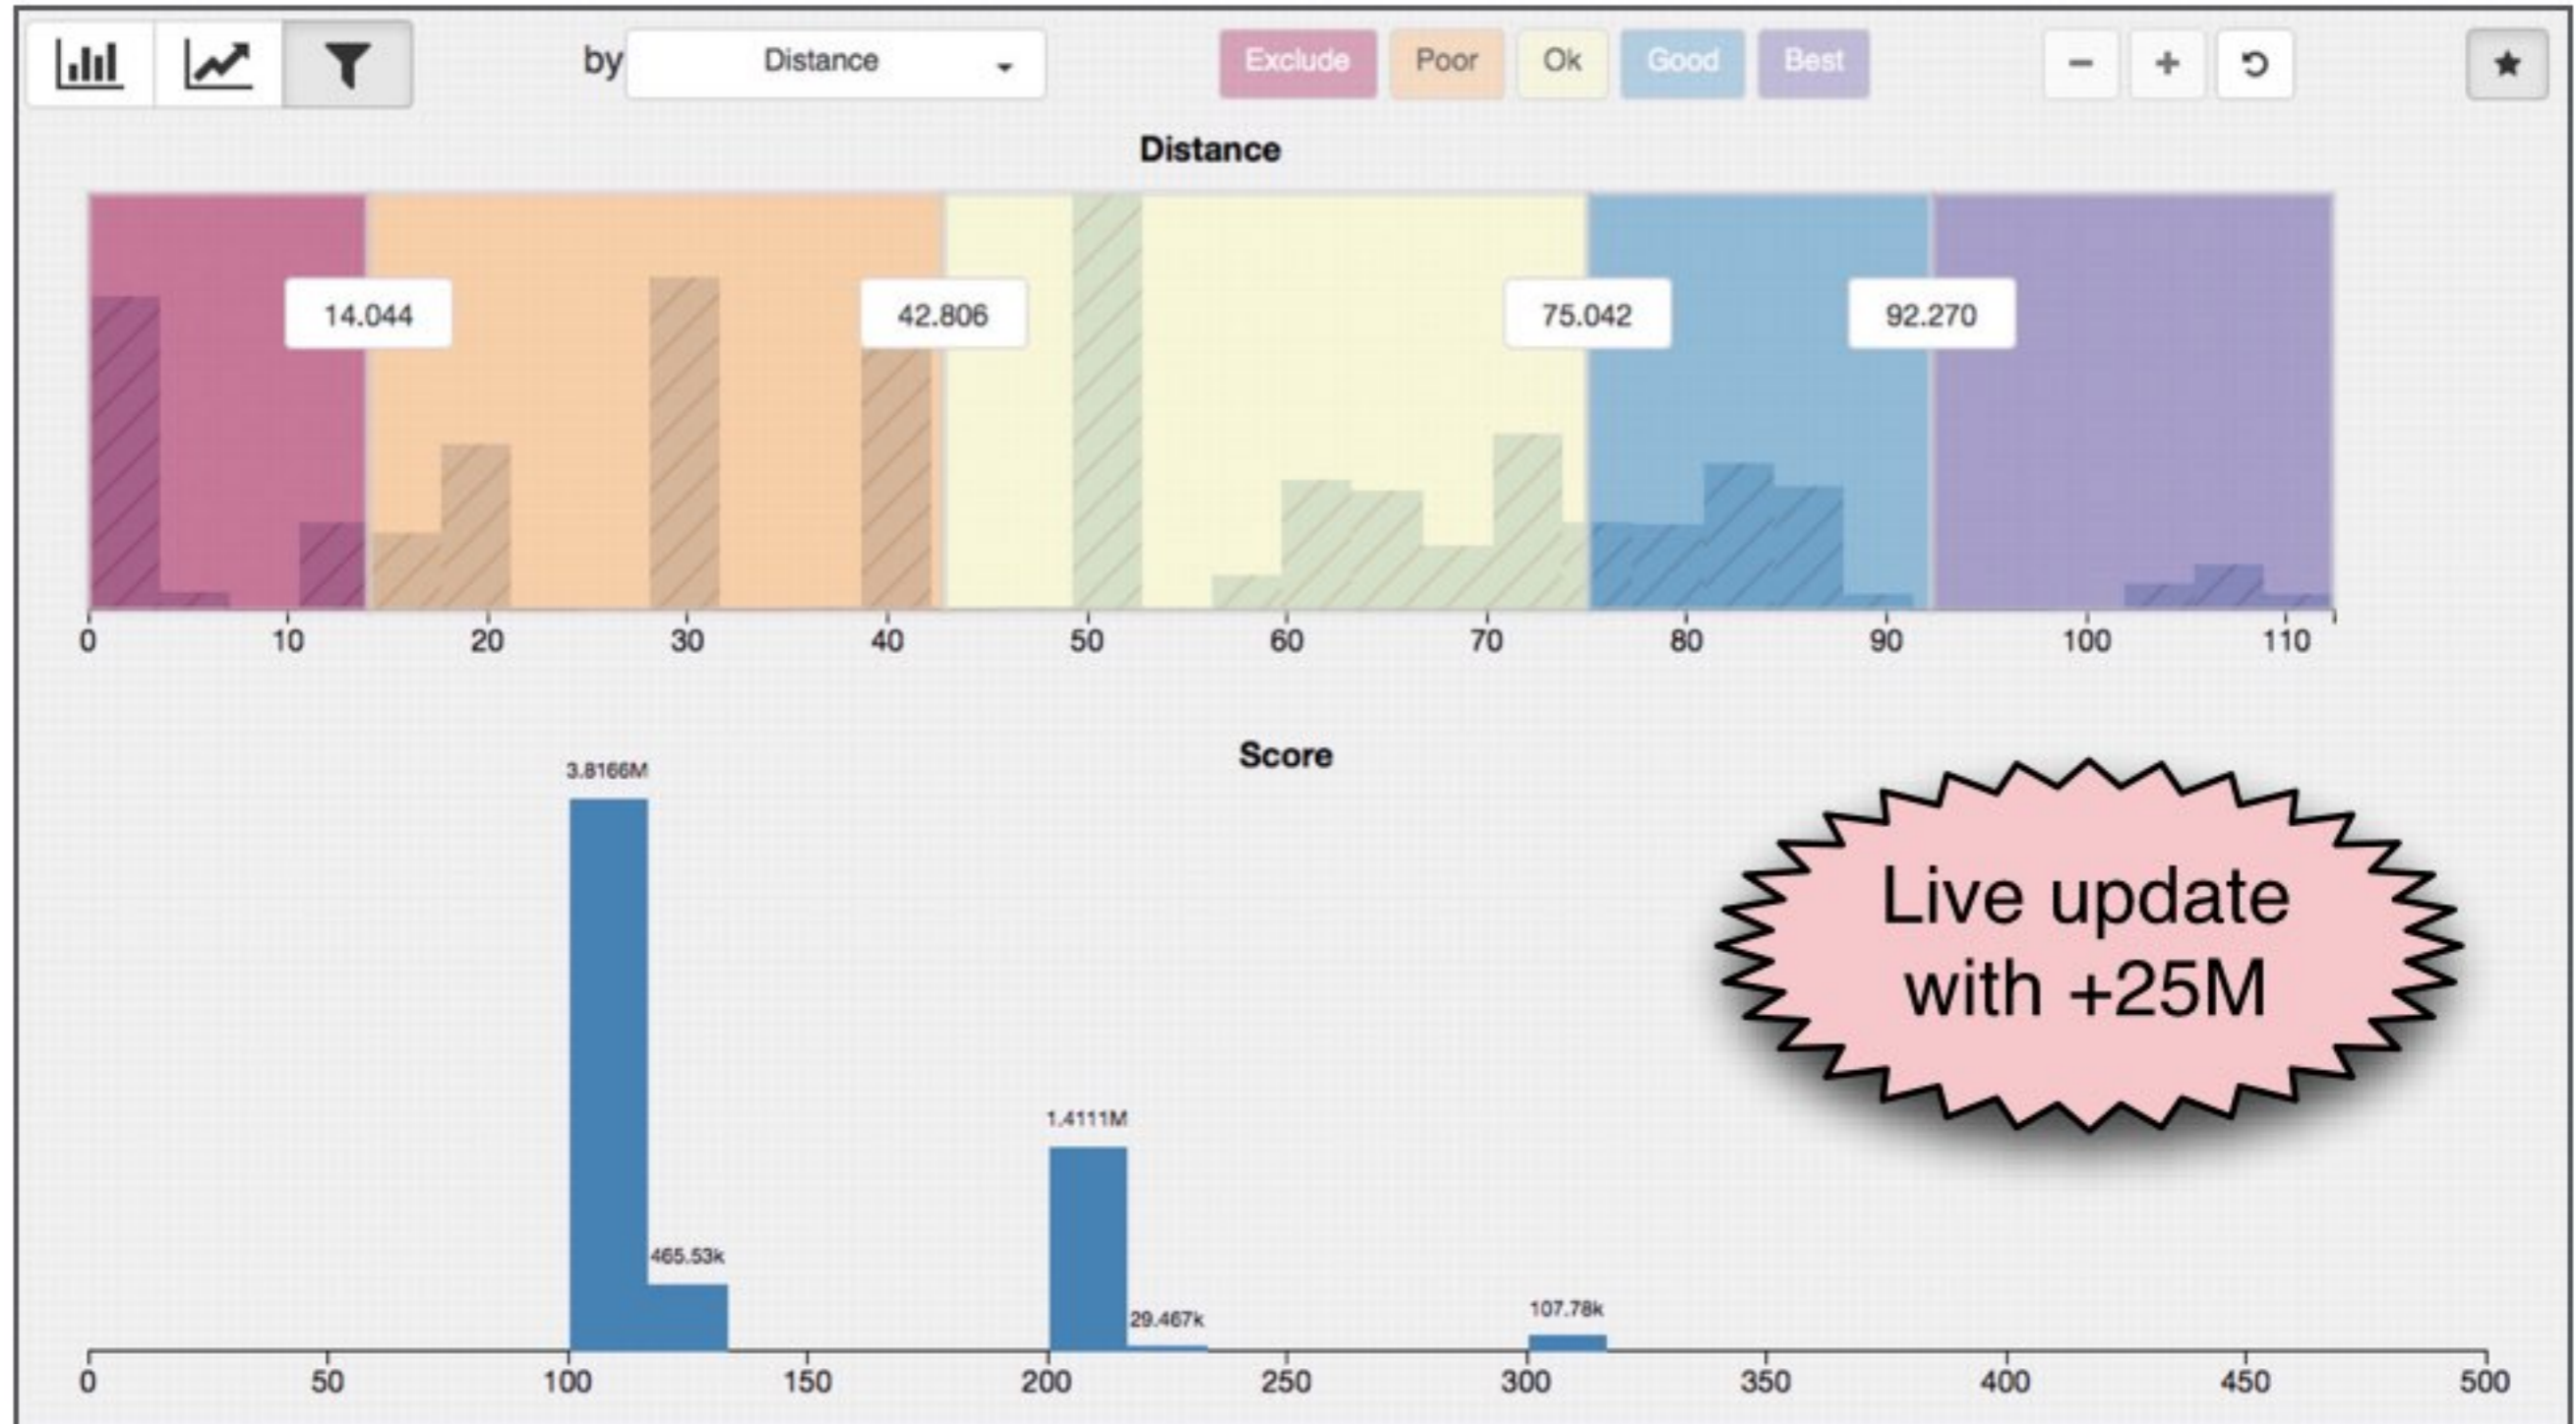 by Distance Exclude Poor Ok Good Best
Distance
14.044 42.806 75.042 92.270
0 10 20 30 40 50 60 70 80 90 100 110
Score
3.8166M
1.4111M
465.53k
29.467k
107.78k
Live update
with +25M
0 50 100 150 200 250 300 350 400 450 500